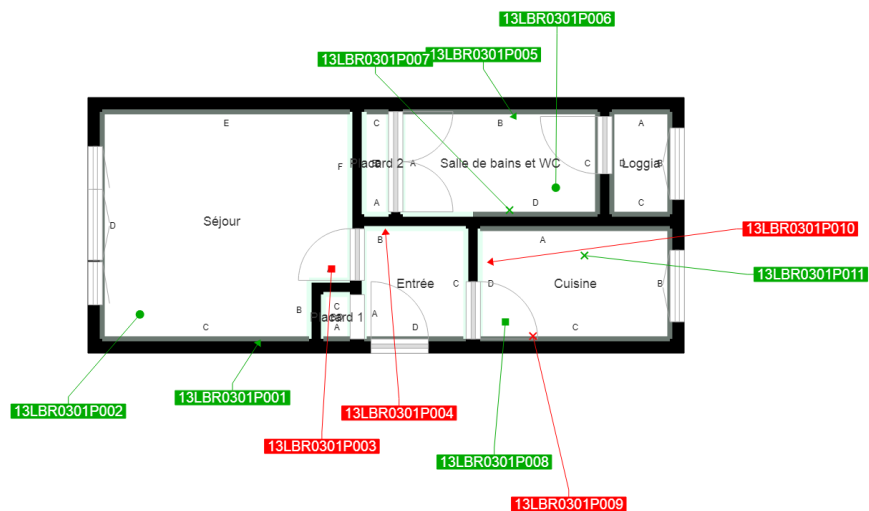 13LBR0301P006
13LBR0301P007
13LBR0301P005
E
C
B
A
F
Placard 2
A
Salle de bains et WC
C
D
Loggia
B
A
D
C
D
Séjour
13LBR0301P010
B
A
Entrée
C
D
Cuisine
B
13LBR0301P011
B
C
Placard 1
A
A
D
C
C
13LBR0301P001
13LBR0301P002
13LBR0301P004
13LBR0301P003
13LBR0301P008
13LBR0301P009